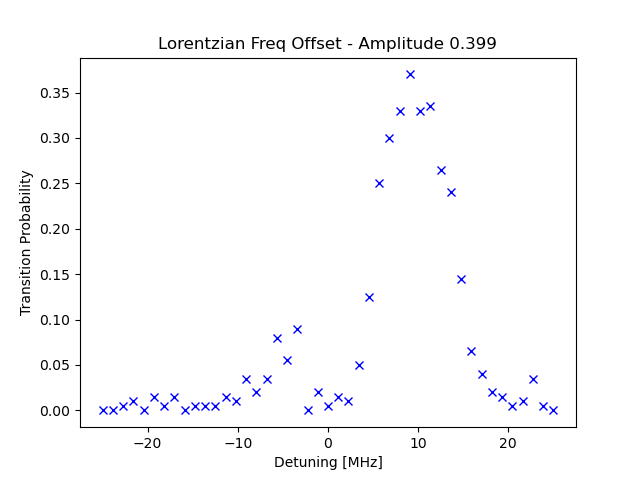 Lorentzian Freq Offset - Amplitude 0.399
Transition Probability
0.35
0.30
0.25
0.20
0.15
0.10
0.05
0.00
−20 −10 0 10 20
Detuning [MHz]